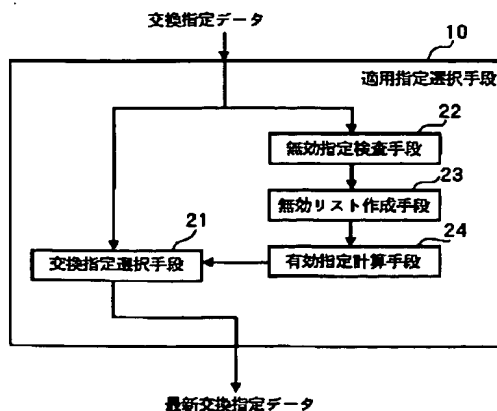 交換指定データ
10
適用指定選択手段
22
無効指定検査手段
23
無効リスト作成手段
21
24
交換指定選択手段
有効指定計算手段
最新交換指定データ